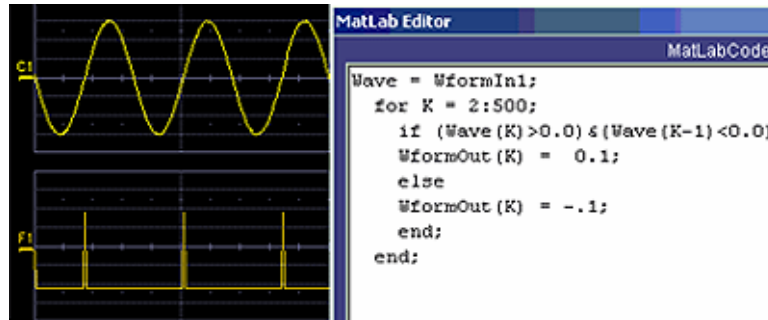 C1
F1
MatLab Editor
MatLabCode
Wave = WformIn1;
for K = 2:500;
if (Wave(K)>0.0)&(Wave(K-1)<0.0)
WformOut(K) = 0.1;
else
WformOut(K) = -.1;
end;
end;